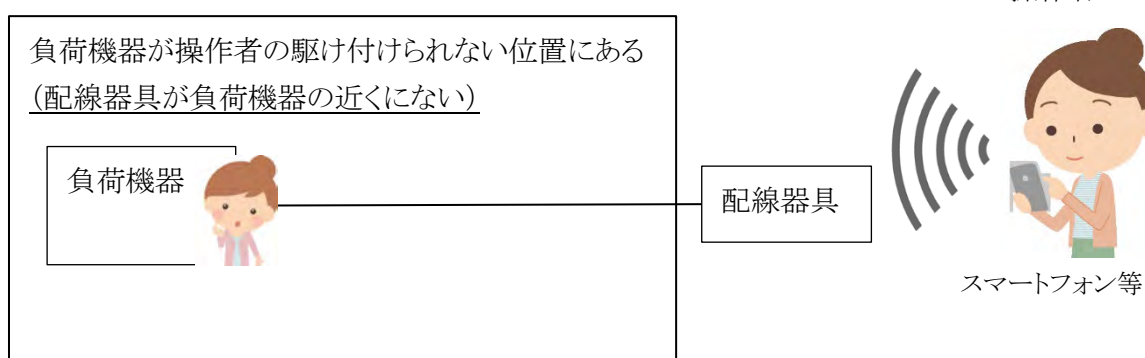 負荷機器が操作者の駆け付けられない位置にある
（配線器具が負荷機器の近くにない）
負荷機器
配線器具
スマートフォン等